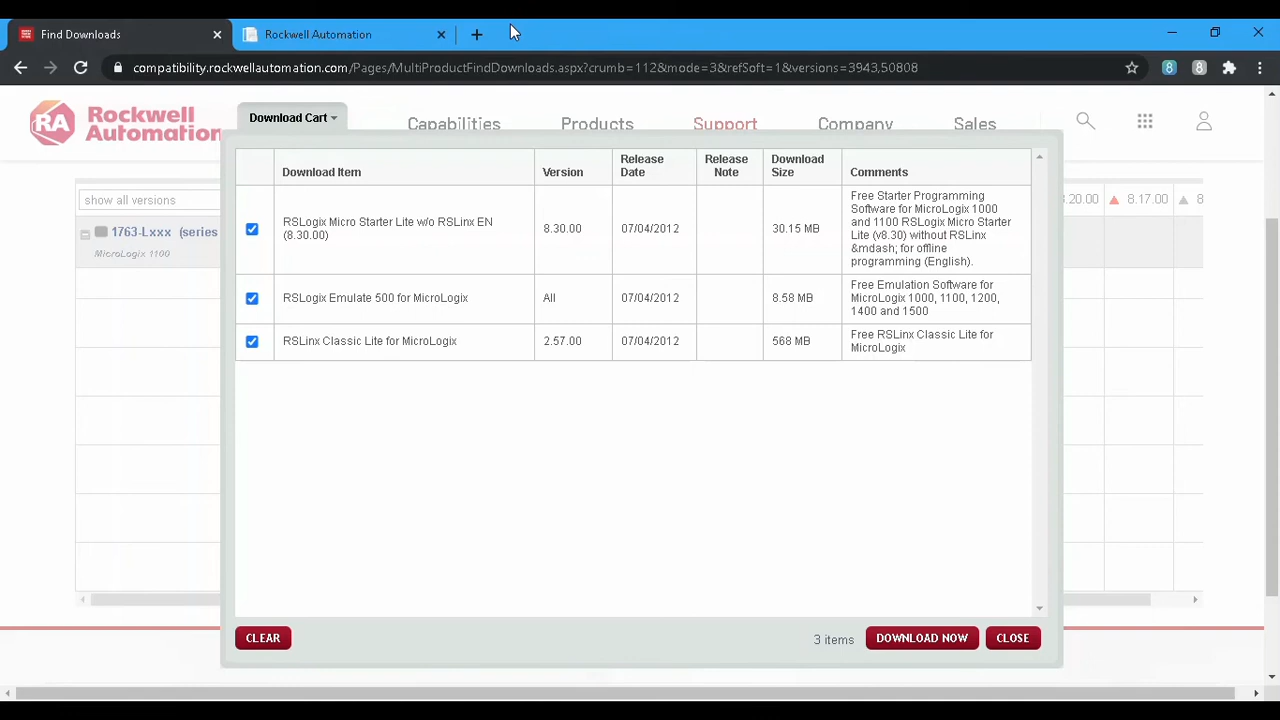 Find Downloads
Rockwell Automation
compatibility.rockwellautomation.com/Pages/MultiProductFindDownloads.aspx?crumb=112&mode=3&refSoft=1&versions=3943,50808
8
8
RA
Rockwell
Automation
Download Cart
Capabilities
Products
Support
Company
Sales
show all versions
3.20.00
8.17.00
8
1763-Lxxx (series
MicroLogix 1100
Download Item
Version
Release
Date
Release
Note
Download
Size
Comments
RSLogix Micro Starter Lite w/o RSLinx EN
(8.30.00)
8.30.00
07/04/2012
30.15 MB
Free Starter Programming
Software for MicroLogix 1000
and 1100 RSLogix Micro Starter
Lite (v8.30) without RSLinx
&mdash; for offline
programming (English).
RSLogix Emulate 500 for MicroLogix
All
07/04/2012
8.58 MB
Free Emulation Software for
MicroLogix 1000, 1100, 1200,
1400 and 1500
RSLinx Classic Lite for MicroLogix
2.57.00
07/04/2012
568 MB
Free RSLinx Classic Lite for
MicroLogix
CLEAR
3 items
DOWNLOAD NOW
CLOSE